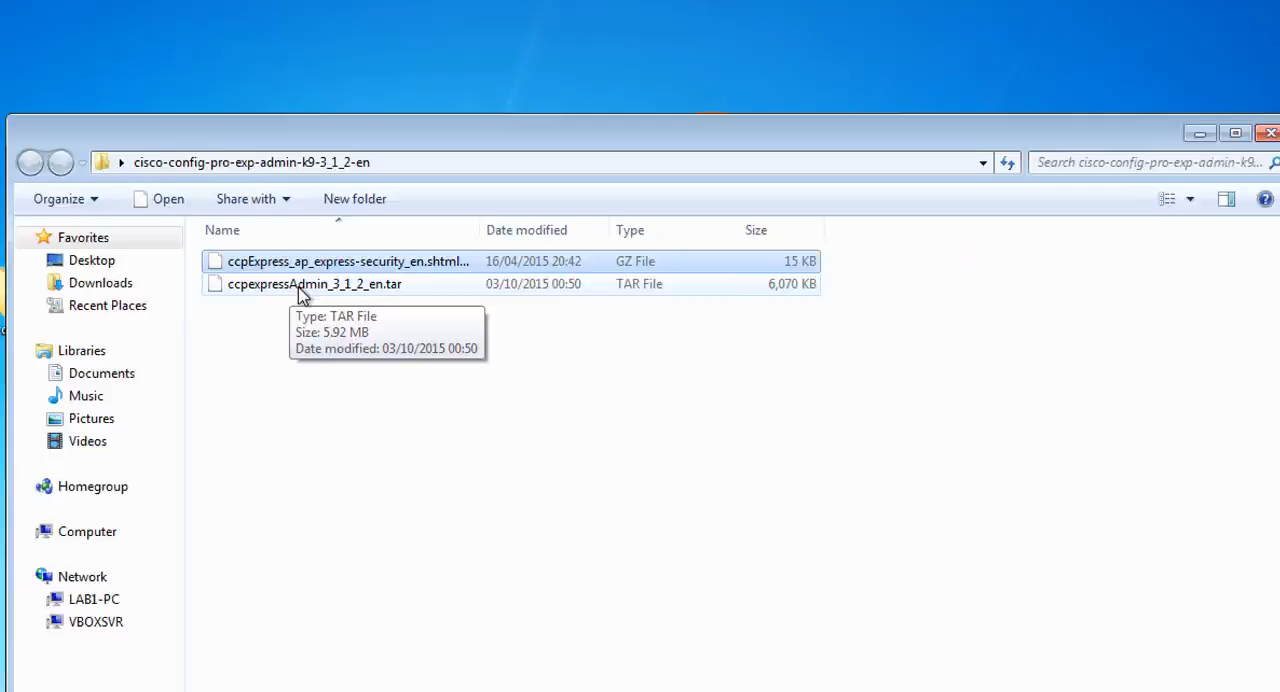 cisco-config-pro-exp-admin-k9-3_1_2-en
Search cisco-config-pro-exp-admin-k9...
Organize Open Share with New folder
Name Date modified Type Size
Favorites
Desktop
Downloads
Recent Places
Libraries
Documents
Music
Pictures
Videos
Homegroup
Computer
Network
LAB1-PC
VBOXSVR
ccpExpress_ap_express-security_en.shtml... 16/04/2015 20:42 GZ File 15 KB
ccpexpressAdmin_3_1_2_en.tar 03/10/2015 00:50 TAR File 6,070 KB
Type: TAR File
Size: 5.92 MB
Date modified: 03/10/2015 00:50